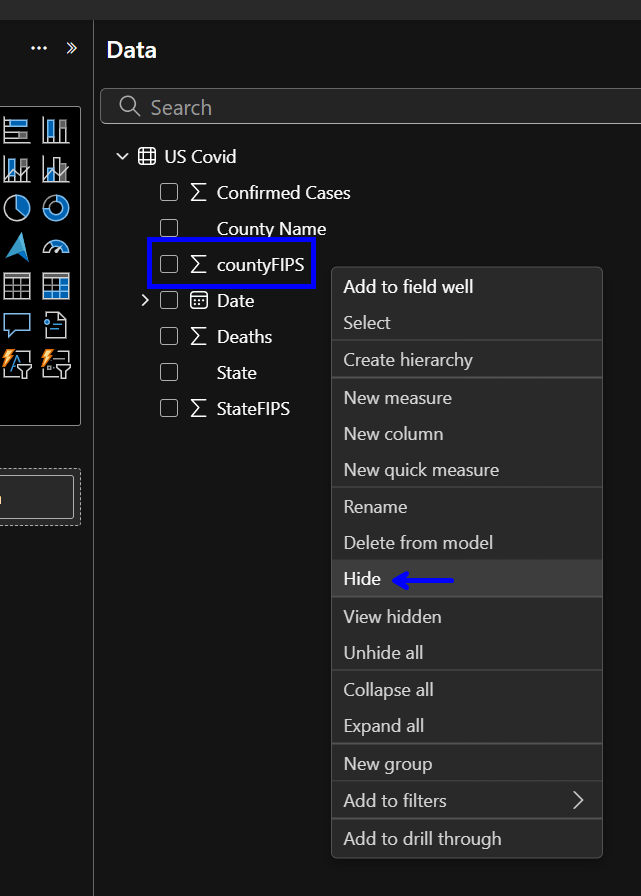 Data
Search
US Covid
Confirmed Cases
County Name
countyFIPS
Date
Deaths
State
StateFIPS
Add to field well
Select
Create hierarchy
New measure
New column
New quick measure
Rename
Delete from model
Hide
View hidden
Unhide all
Collapse all
Expand all
New group
Add to filters
Add to drill through